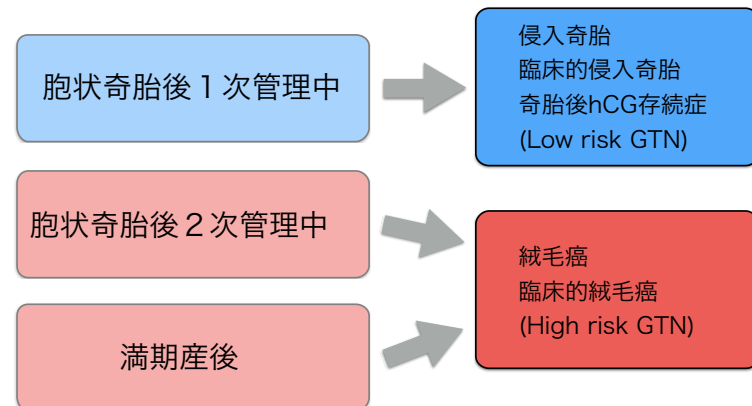 胞状奇胎後１次管理中
侵入奇胎
臨床的侵入奇胎
奇胎後hCG存続症
(Low risk GTN)
胞状奇胎後２次管理中
満期産後
絨毛癌
臨床的絨毛癌
(High risk GTN)